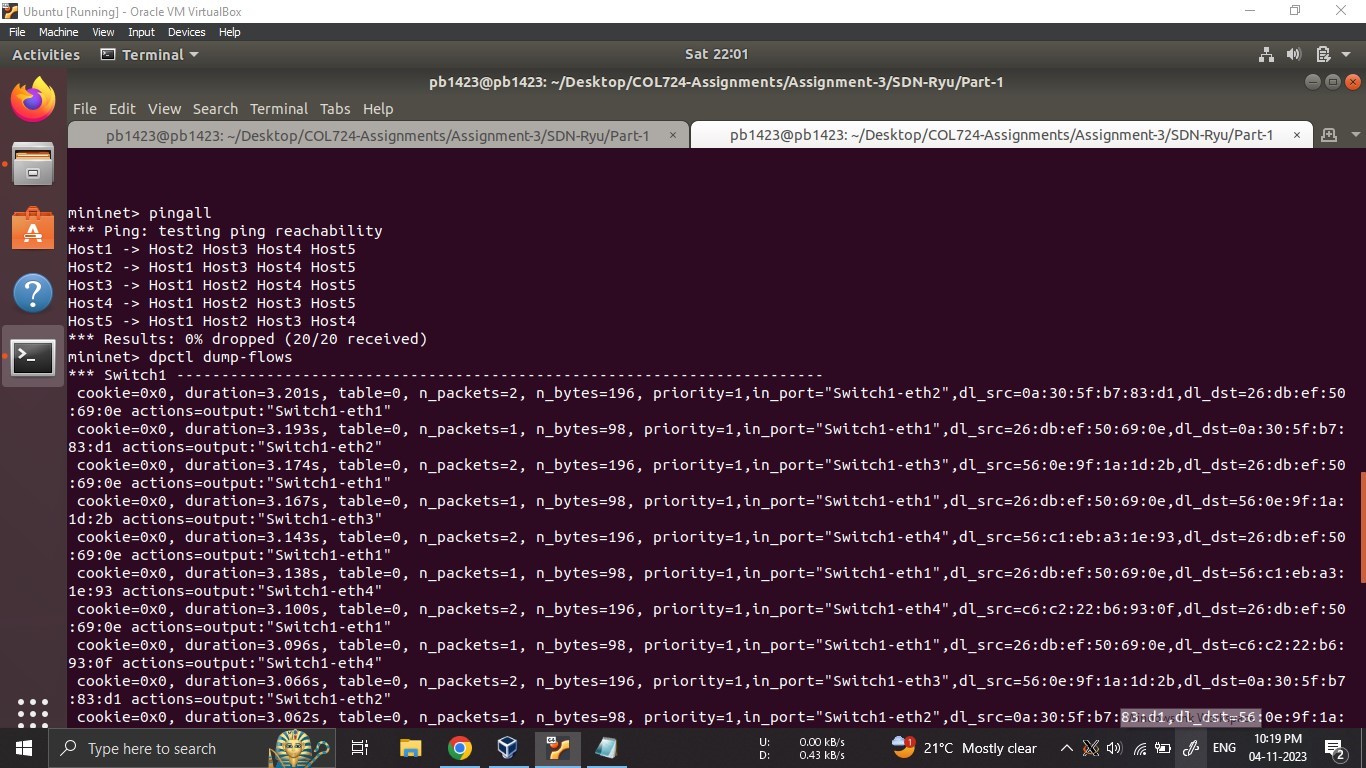 Ubuntu [Running] - Oracle VM VirtualBox
File Machine View Input Devices Help
Activities Terminal Sat 22:01
pb1423@pb1423: ~/Desktop/COL724-Assignments/Assignment-3/SDN-Ryu/Part-1
File Edit View Search Terminal Tabs Help
pb1423@pb1423: ~/Desktop/COL724-Assignments/Assignment-3/SDN-Ryu/Part-1 × pb1423@pb1423: ~/Desktop/COL724-Assignments/Assignment-3/SDN-Ryu/Part-1 ×
mininet> pingall
*** Ping: testing ping reachability
Host1 -> Host2 Host3 Host4 Host5
Host2 -> Host1 Host3 Host4 Host5
Host3 -> Host1 Host2 Host4 Host5
Host4 -> Host1 Host2 Host3 Host5
Host5 -> Host1 Host2 Host3 Host4
*** Results: 0% dropped (20/20 received)
mininet> dpctl dump-flows
*** Switch1 ------------------------------------------------------------------------
cookie=0x0, duration=3.201s, table=0, n_packets=2, n_bytes=196, priority=1,in_port="Switch1-eth2",dl_src=0a:30:5f:b7:83:d1,dl_dst=26:db:ef:50
:69:0e actions=output:"Switch1-eth1"
cookie=0x0, duration=3.193s, table=0, n_packets=1, n_bytes=98, priority=1,in_port="Switch1-eth1",dl_src=26:db:ef:50:69:0e,dl_dst=0a:30:5f:b7:
83:d1 actions=output:"Switch1-eth2"
cookie=0x0, duration=3.174s, table=0, n_packets=2, n_bytes=196, priority=1,in_port="Switch1-eth3",dl_src=56:0e:9f:1a:1d:2b,dl_dst=26:db:ef:50
:69:0e actions=output:"Switch1-eth1"
cookie=0x0, duration=3.167s, table=0, n_packets=1, n_bytes=98, priority=1,in_port="Switch1-eth1",dl_src=26:db:ef:50:69:0e,dl_dst=56:0e:9f:1a:
1d:2b actions=output:"Switch1-eth3"
cookie=0x0, duration=3.143s, table=0, n_packets=2, n_bytes=196, priority=1,in_port="Switch1-eth4",dl_src=56:c1:eb:a3:1e:93,dl_dst=26:db:ef:50
:69:0e actions=output:"Switch1-eth1"
cookie=0x0, duration=3.138s, table=0, n_packets=1, n_bytes=98, priority=1,in_port="Switch1-eth1",dl_src=26:db:ef:50:69:0e,dl_dst=56:c1:eb:a3:
1e:93 actions=output:"Switch1-eth4"
cookie=0x0, duration=3.100s, table=0, n_packets=2, n_bytes=196, priority=1,in_port="Switch1-eth4",dl_src=c6:c2:22:b6:93:0f,dl_dst=26:db:ef:50
:69:0e actions=output:"Switch1-eth1"
cookie=0x0, duration=3.096s, table=0, n_packets=1, n_bytes=98, priority=1,in_port="Switch1-eth1",dl_src=26:db:ef:50:69:0e,dl_dst=c6:c2:22:b6:
93:0f actions=output:"Switch1-eth4"
cookie=0x0, duration=3.066s, table=0, n_packets=2, n_bytes=196, priority=1,in_port="Switch1-eth3",dl_src=56:0e:9f:1a:1d:2b,dl_dst=0a:30:5f:b7
:83:d1 actions=output:"Switch1-eth2"
cookie=0x0, duration=3.062s, table=0, n_packets=1, n_bytes=98, priority=1,in_port="Switch1-eth2",dl_src=0a:30:5f:b7:83:d1,dl_dst=56:0e:9f:1a:
Type here to search U: 0.00 kB/s 1 21°C Mostly clear ENG 10:19 PM
D: 0.43 kB/s 04-11-2023 2